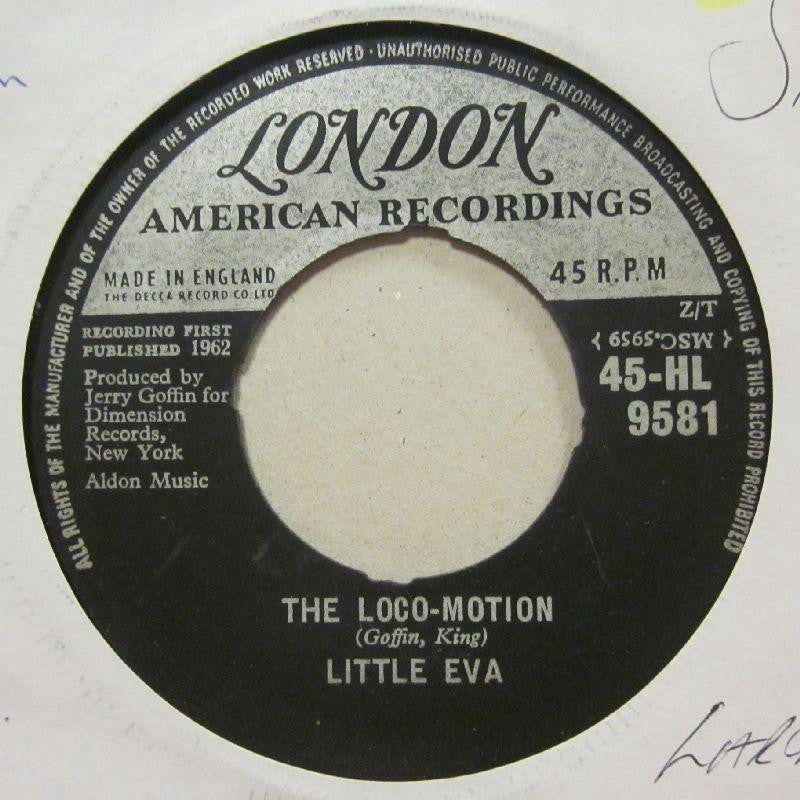 ALL RIGHTS OF THE MANUFACTURER AND OF THE OWNER OF THE RECORDED WORK RESERVED · UNAUTHORISED PUBLIC PERFORMANCE BROADCASTING AND COPYING OF THIS RECORD PROHIBITED
LONDON
AMERICAN RECORDINGS
MADE IN ENGLAND
THE DECCA RECORD CO. LTD
45 R.P.M
Z/T
RECORDING FIRST
PUBLISHED 1962
Produced by
Jerry Goffin for
Dimension
Records,
New York
Aldon Music
{ MSC.5959 }
45-HL
9581
THE LOCO-MOTION
(Goffin, King)
LITTLE EVA